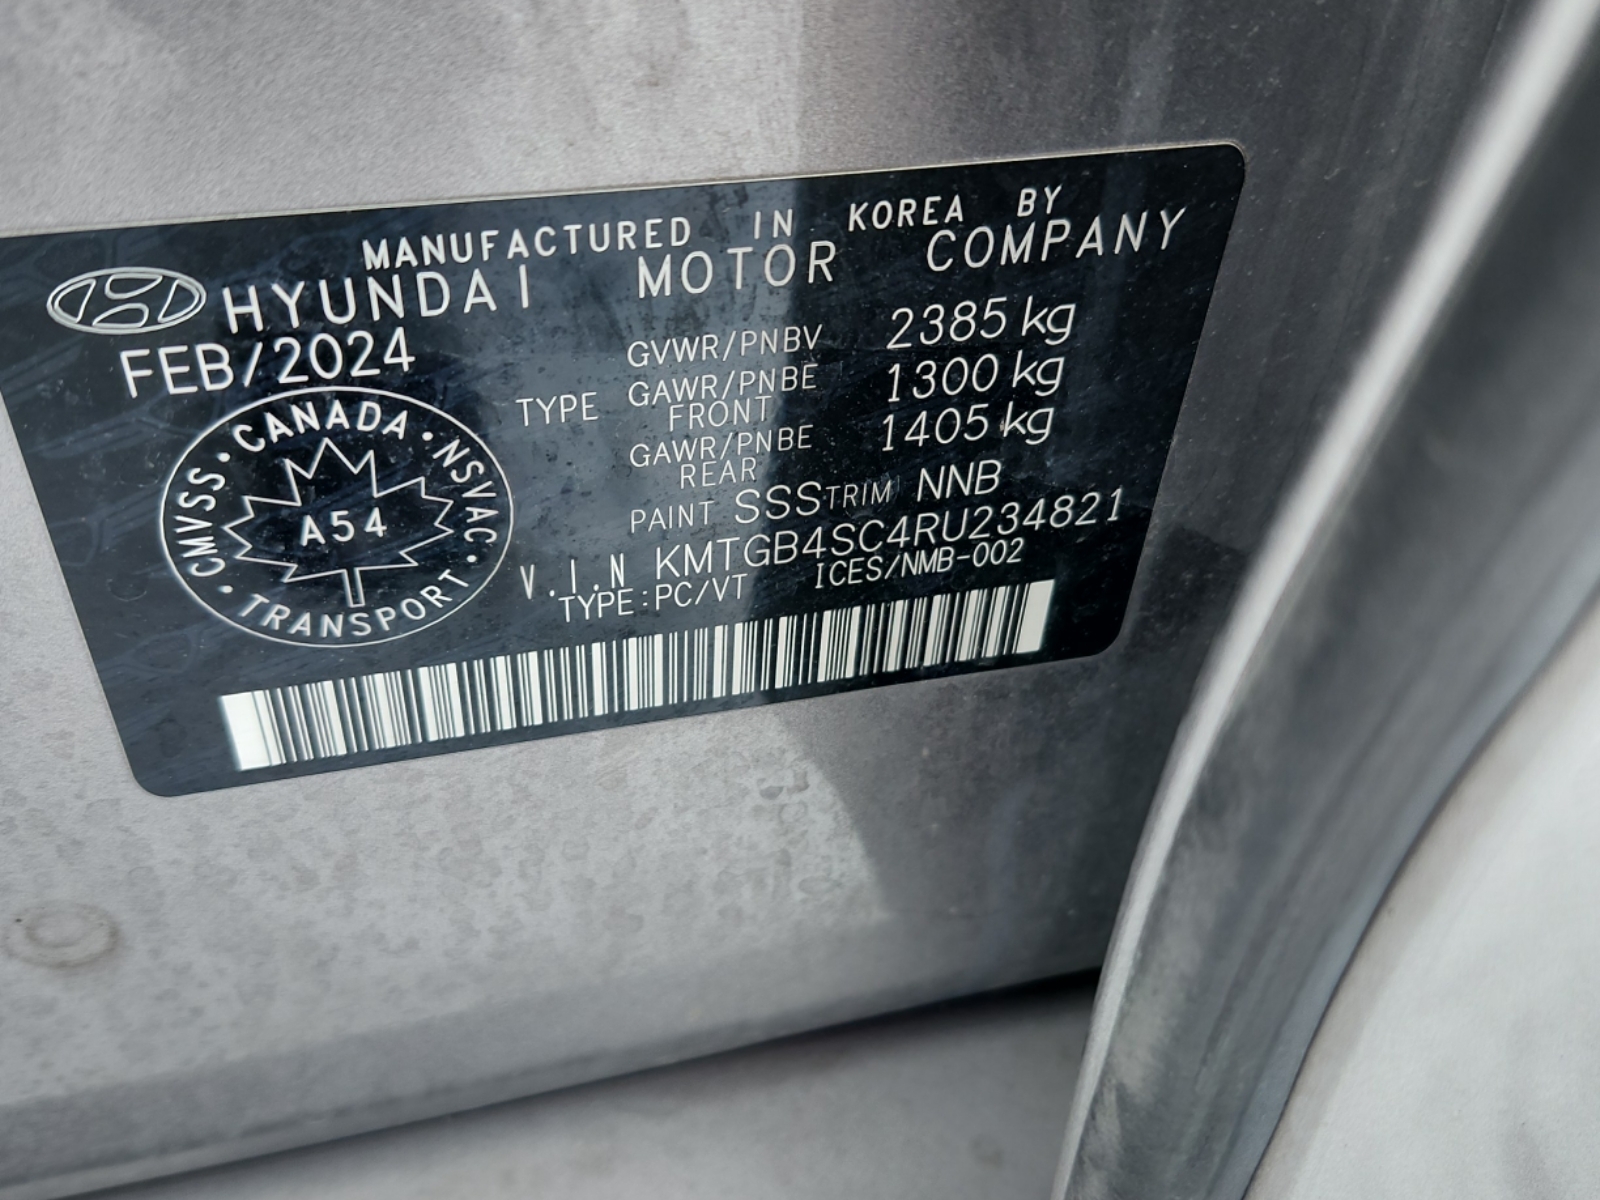 MANUFACTURED IN KOREA BY
HYUNDAI MOTOR COMPANY
FEB/2024
GVWR/PNBV 2385 kg
TYPE GAWR/PNBE FRONT 1300 kg
GAWR/PNBE REAR 1405 kg
PAINT SSS TRIM NNB
V.I.N KMTGB4SC4RU234821
TYPE:PC/VT ICES/NMB-002
CMVSS · CANADA · NSVAC · TRANSPORT ·
A54